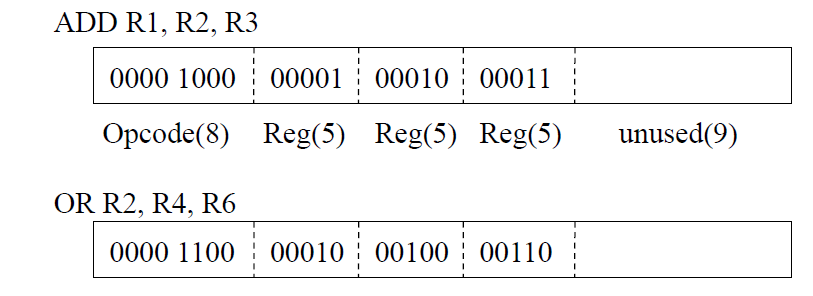 ADD R1, R2, R3
0000 1000 00001 00010 00011
Opcode(8) Reg(5) Reg(5) Reg(5) unused(9)
OR R2, R4, R6
0000 1100 00010 00100 00110